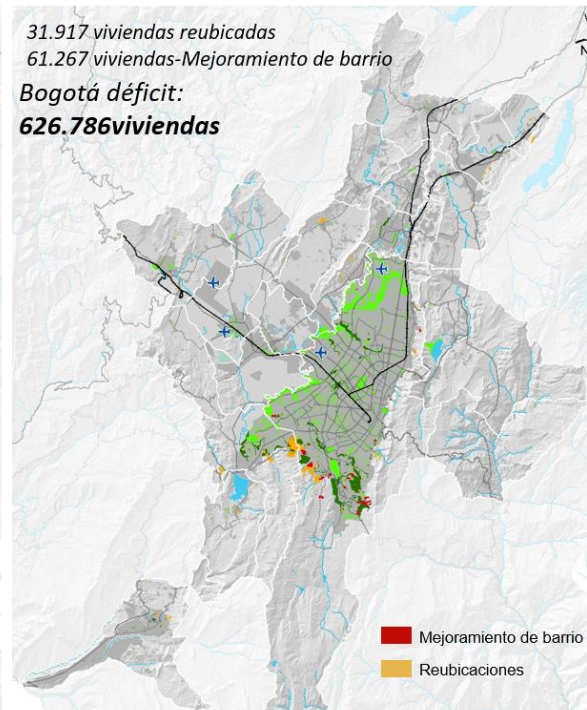 31.917 viviendas reubicadas
61.267 viviendas-Mejoramiento de barrio
Bogotá déficit:
626.786viviendas
N
Mejoramiento de barrio
Reubicaciones